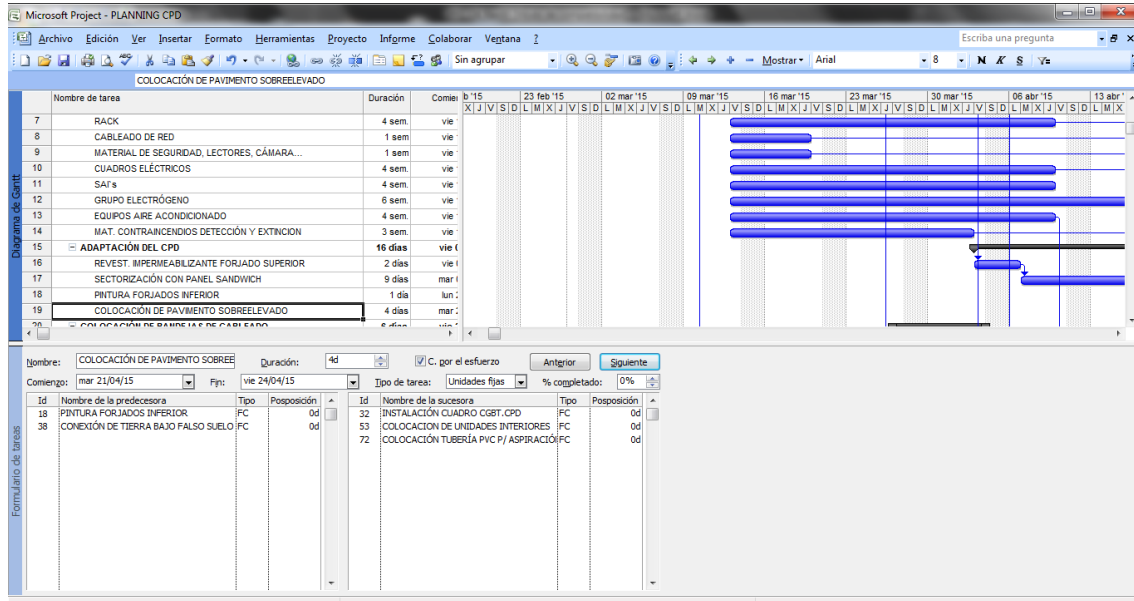 Microsoft Project - PLANNING CPD
Archivo Edición Ver Insertar Formato Herramientas Proyecto Informe Colaborar Ventana ? Escriba una pregunta
Sin agrupar Mostrar Arial 8 N K S
COLOCACIÓN DE PAVIMENTO SOBREELEVADO
Nombre de tarea Duración Comie b '15 23 feb '15 02 mar '15 09 mar '15 16 mar '15 23 mar '15 30 mar '15 06 abr '15 13 abr '
X J V S D L M X J V S D L M X J V S D L M X J V S D L M X J V S D L M X J V S D L M X J V S D L M X J V S D L M X
7 RACK 4 sem. vie
8 CABLEADO DE RED 1 sem vie
9 MATERIAL DE SEGURIDAD, LECTORES, CÁMARA... 1 sem vie
10 CUADROS ELÉCTRICOS 4 sem. vie
11 SAI's 4 sem. vie
12 GRUPO ELECTRÓGENO 6 sem. vie
13 EQUIPOS AIRE ACONDICIONADO 4 sem. vie
14 MAT. CONTRAINCENDIOS DETECCIÓN Y EXTINCION 3 sem. vie
15 ADAPTACIÓN DEL CPD 16 días vie
16 REVEST. IMPERMEABILIZANTE FORJADO SUPERIOR 2 días vie
17 SECTORIZACIÓN CON PANEL SANDWICH 9 días mar
18 PINTURA FORJADOS INFERIOR 1 día lun
19 COLOCACIÓN DE PAVIMENTO SOBREELEVADO 4 días mar
20 COLOCACIÓN DE BANDEJAS DE CABLEADO 6 días vie
Diagrama de Gantt
Nombre: COLOCACIÓN DE PAVIMENTO SOBREE Duración: 4d C. por el esfuerzo Anterior Siguiente
Comienzo: mar 21/04/15 Fin: vie 24/04/15 Tipo de tarea: Unidades fijas % completado: 0%
Id Nombre de la predecesora Tipo Posposición Id Nombre de la sucesora Tipo Posposición
18 PINTURA FORJADOS INFERIOR FC 0d 32 INSTALACIÓN CUADRO CGBT.CPD FC 0d
38 CONEXIÓN DE TIERRA BAJO FALSO SUELO FC 0d 53 COLOCACION DE UNIDADES INTERIORES FC 0d
72 COLOCACIÓN TUBERÍA PVC P/ ASPIRACIÓ FC 0d
Formulario de tareas